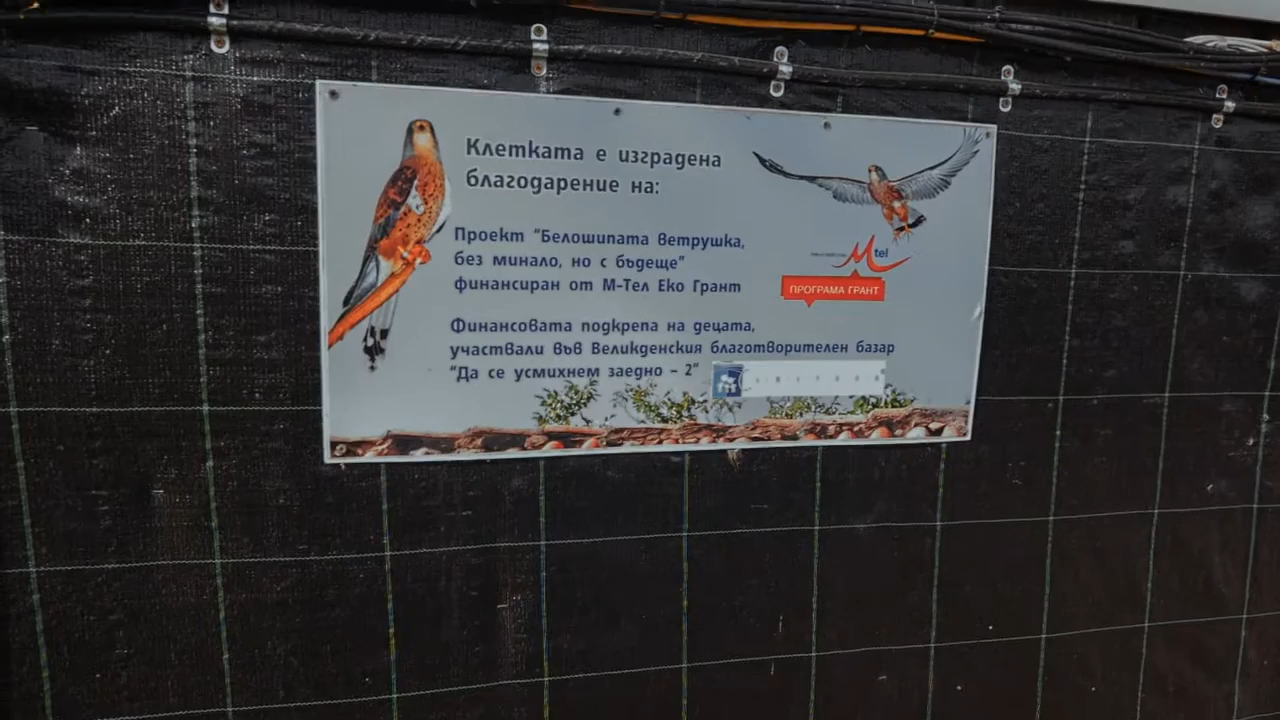 Клетката е изградена
благодарение на:
Проект "Белошипата ветрушка,
без минало, но с бъдеще"
финансиран от М-Тел Еко Грант
Mtel
ПРОГРАМА ГРАНТ
Финансовата подкрепа на децата,
участвали във Великденския благотворителен базар
"Да се усмихнем заедно - 2"